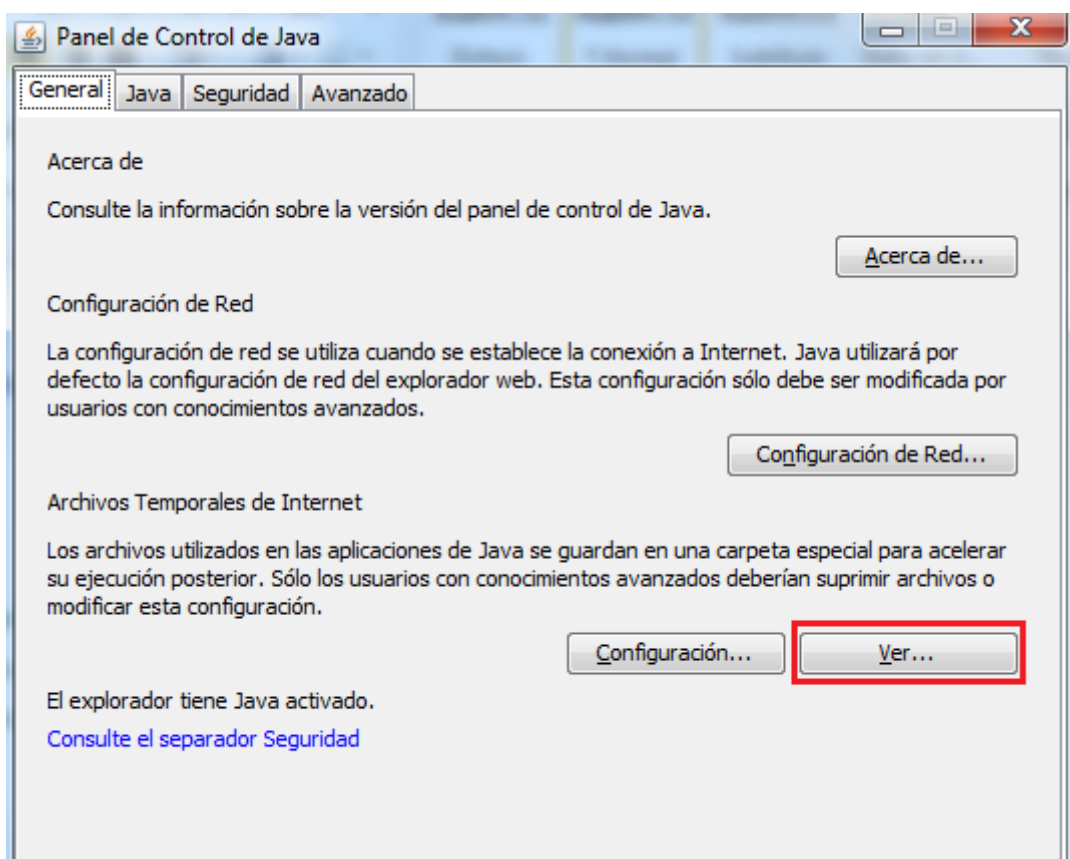 Panel de Control de Java
General Java Seguridad Avanzado
Acerca de
Consulte la información sobre la versión del panel de control de Java.
Acerca de...
Configuración de Red
La configuración de red se utiliza cuando se establece la conexión a Internet. Java utilizará por
defecto la configuración de red del explorador web. Esta configuración sólo debe ser modificada por
usuarios con conocimientos avanzados.
Configuración de Red...
Archivos Temporales de Internet
Los archivos utilizados en las aplicaciones de Java se guardan en una carpeta especial para acelerar
su ejecución posterior. Sólo los usuarios con conocimientos avanzados deberían suprimir archivos o
modificar esta configuración.
Configuración... Ver...
El explorador tiene Java activado.
Consulte el separador Seguridad